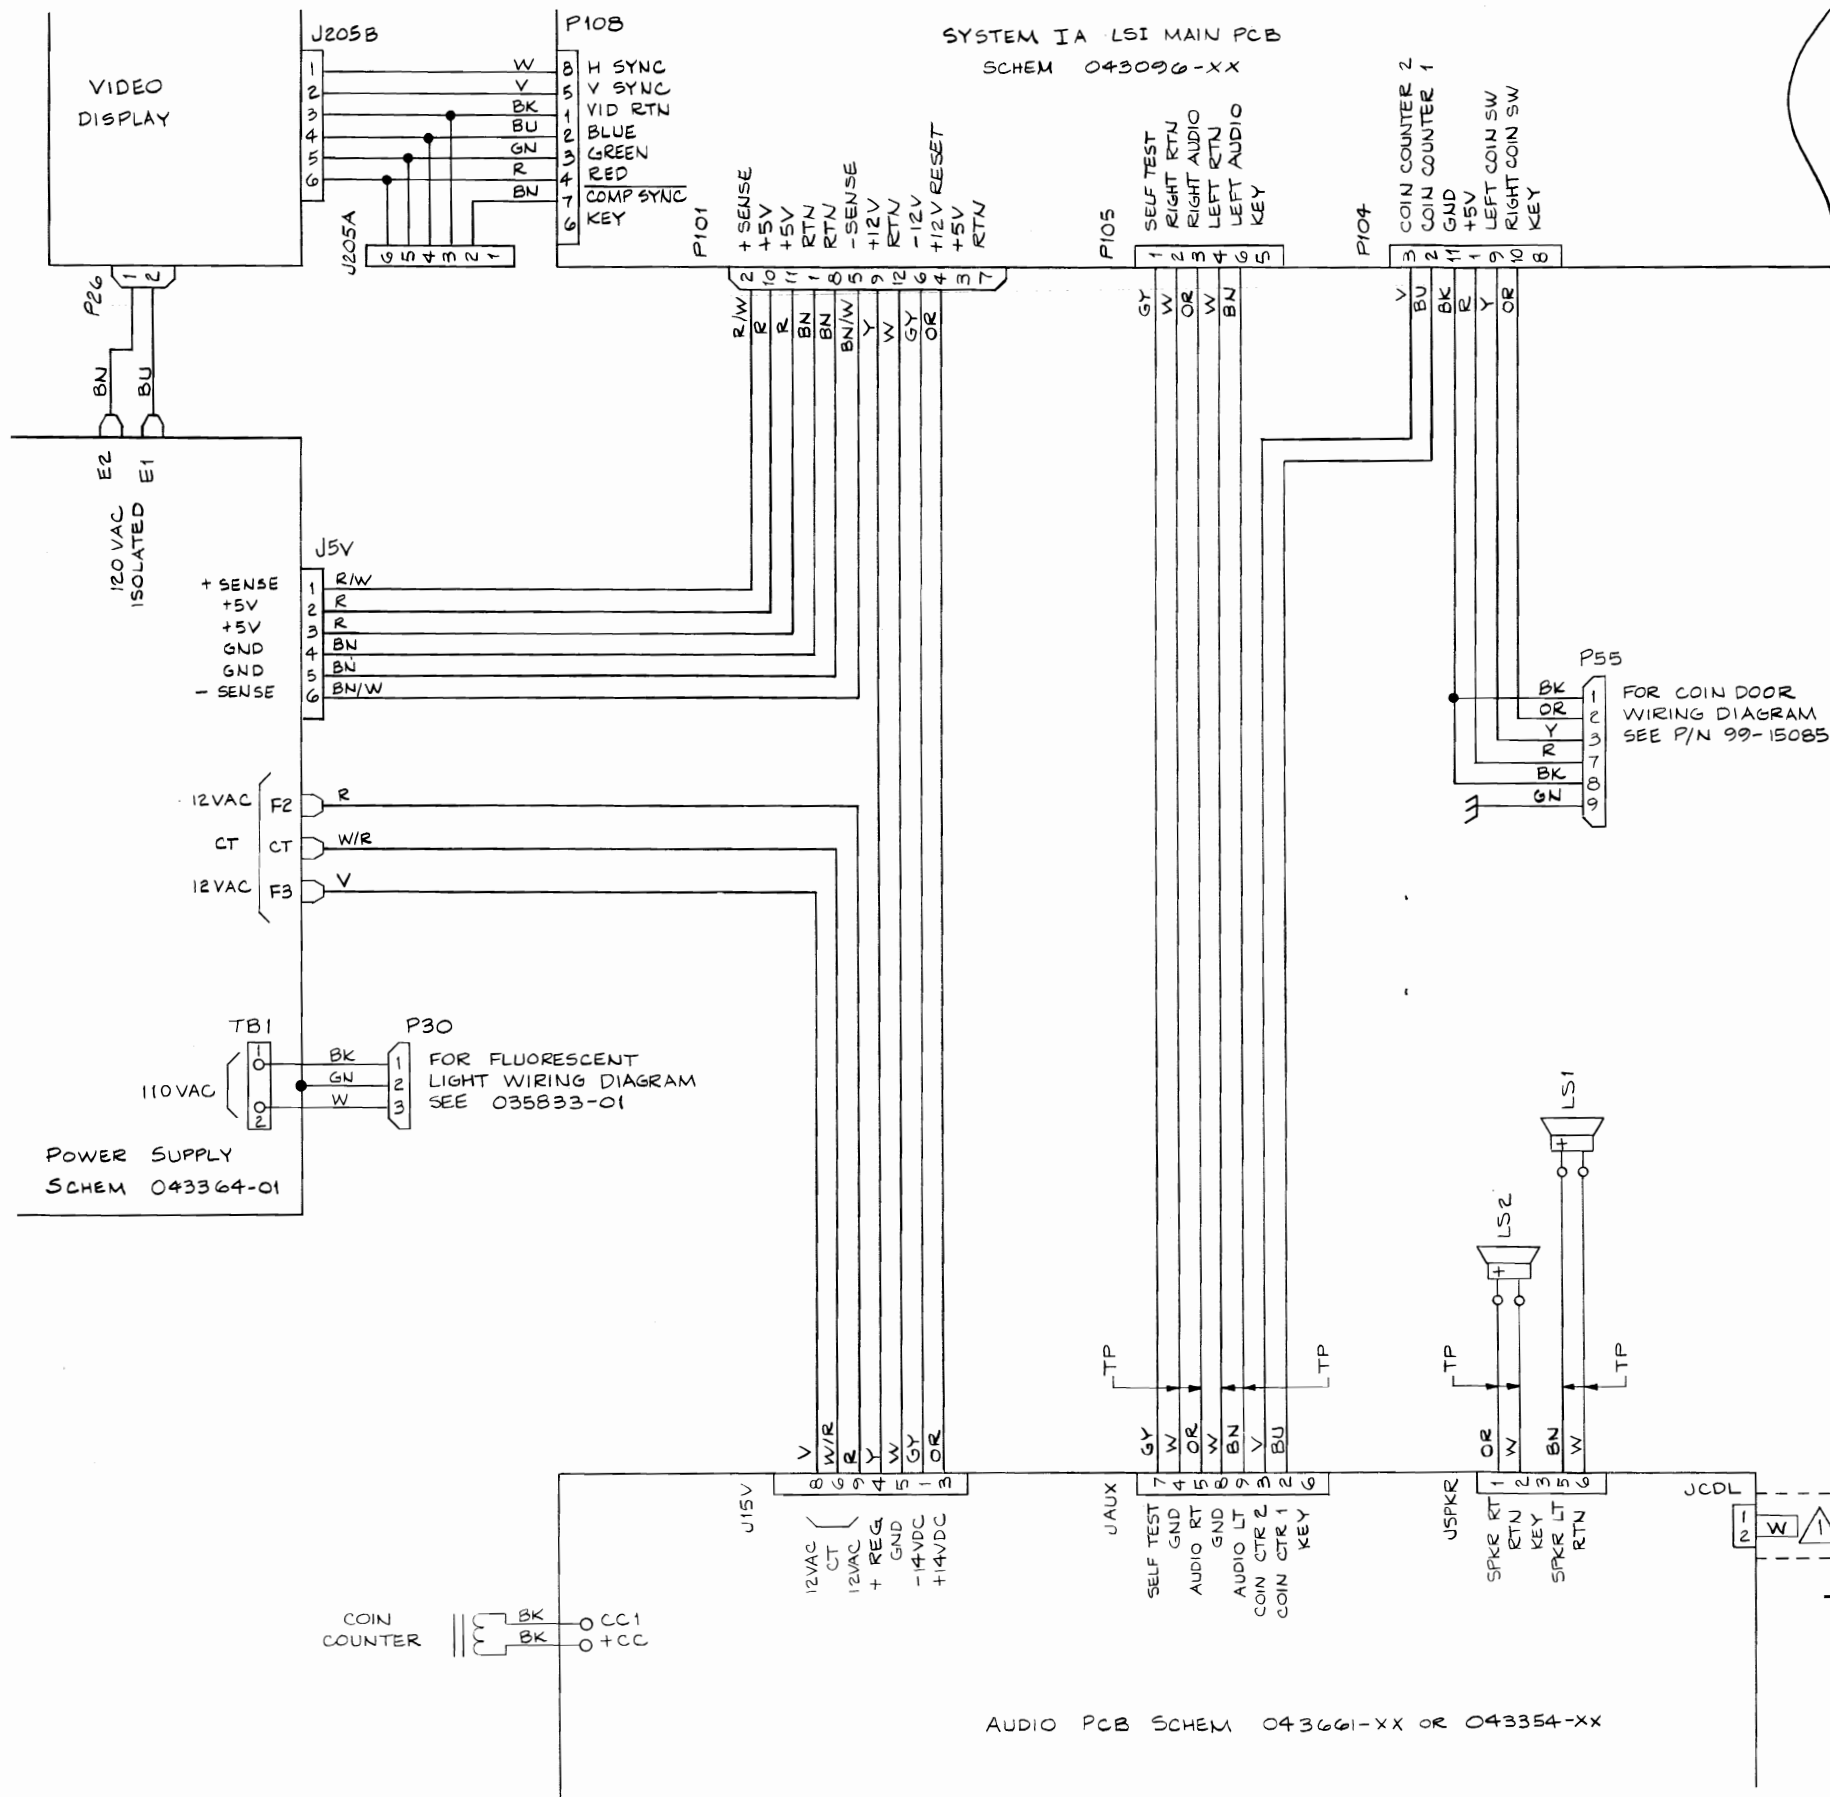 VIDEO
DISPLAY
J205B
1
2
3
4
5
6
W
V
BK
BU
GN
R
BN
P108
8 H SYNC
5 V SYNC
1 VID RTN
2 BLUE
3 GREEN
4 RED
7 COMP SYNC
6 KEY
J205A
6 5 4 3 2 1
SYSTEM IA LSI MAIN PCB
SCHEM 043096-XX
P101
2 + SENSE
10 +5V
11 +5V
1 RTN
8 RTN
5 -SENSE
9 +12V
12 RTN
6 -12V
4 +12V RESET
3 +5V
7 RTN
R/W
R
R
BN
BN
BN/W
Y
W
GY
OR
P105
1 SELF TEST
2 RIGHT RTN
3 RIGHT AUDIO
4 LEFT RTN
6 LEFT AUDIO
5 KEY
GY
W
OR
W
BN
P104
3 COIN COUNTER 2
2 COIN COUNTER 1
11 GND
1 +5V
9 LEFT COIN SW
10 RIGHT COIN SW
8 KEY
V
BU
BK
R
Y
OR
P26
1 2
BN
BU
E2
E1
120 VAC
ISOLATED
J5V
+ SENSE 1 R/W
+5V 2 R
+5V 3 R
GND 4 BN
GND 5 BN
- SENSE 6 BN/W
P55
BK 1
OR 2
Y 3
R 7
BK 8
GN 9
FOR COIN DOOR
WIRING DIAGRAM
SEE P/N 99-15085
12VAC F2 R
CT CT W/R
12VAC F3 V
TB1
1
2
110VAC
BK
GN
W
P30
1
2
3
FOR FLUORESCENT
LIGHT WIRING DIAGRAM
SEE 035833-01
POWER SUPPLY
SCHEM 043364-01
LS1
+
LS2
+
TP
TP
TP
TP
V
W/R
R
Y
W
GY
OR
J15V
8 12VAC
6 CT
9 12VAC
4 + REG
5 GND
1 -14VDC
3 +14VDC
GY
W
OR
W
BN
V
BU
JAUX
7 SELF TEST
4 GND
5 AUDIO RT
8 GND
9 AUDIO LT
3 COIN CTR 2
2 COIN CTR 1
6 KEY
OR
W
BN
W
JSPKR
1 SPKR RT
2 RTN
3 KEY
5 SPKR LT
6 RTN
JCDL
1
2
W
1
COIN
COUNTER
BK CC1
BK +CC
AUDIO PCB SCHEM 043661-XX OR 043354-XX